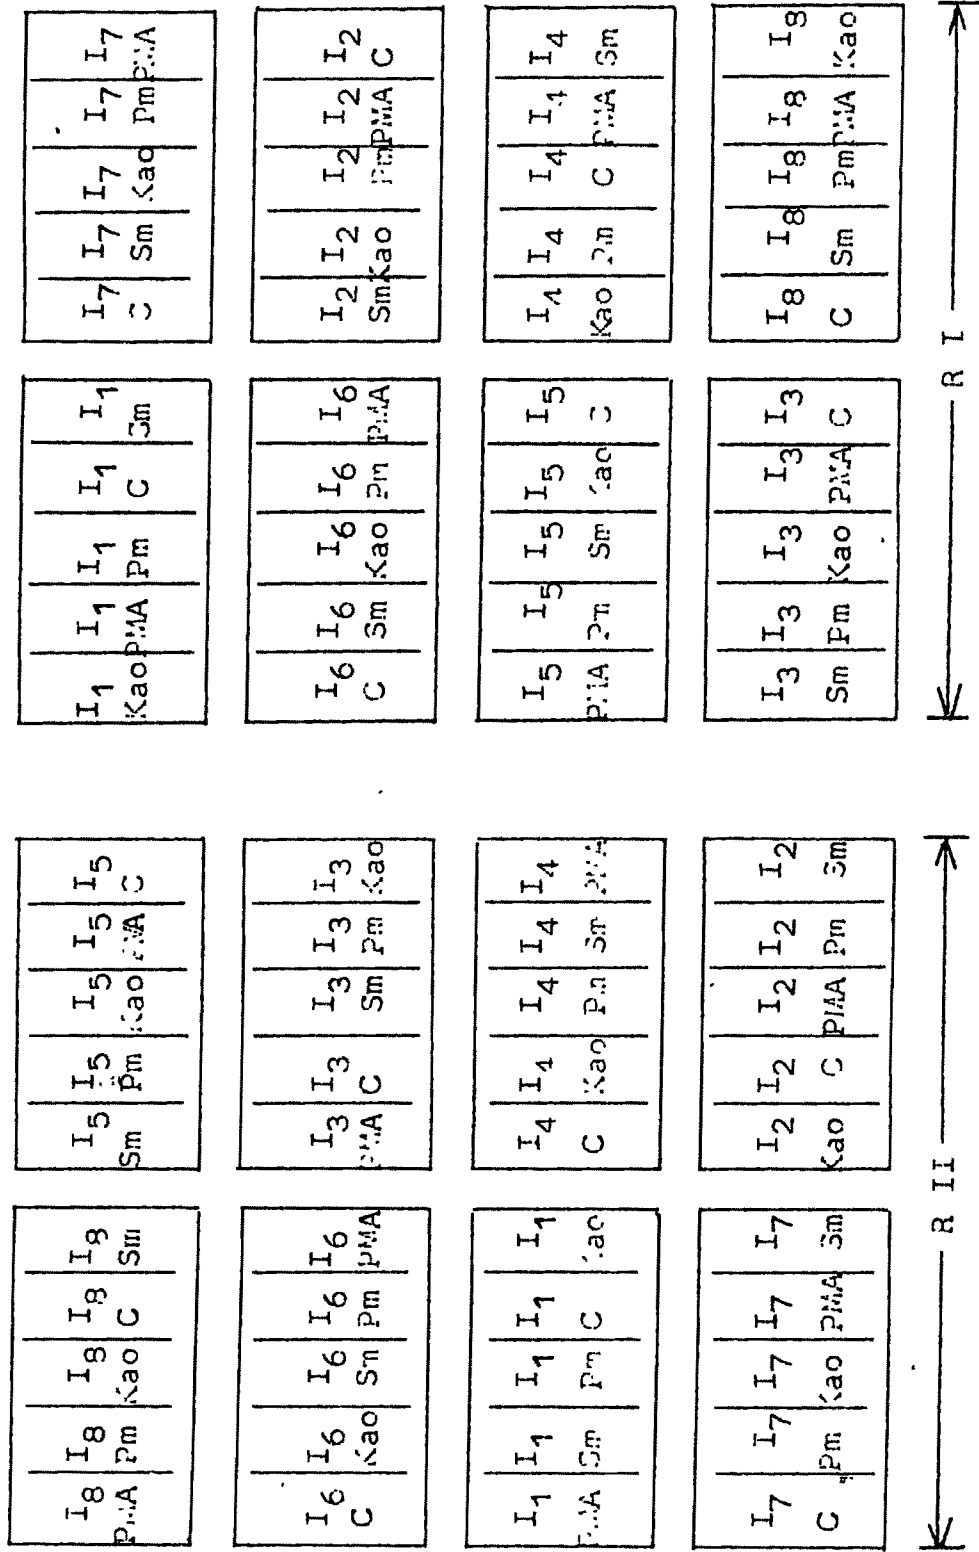 I7 I7 I7 I7 I7
C Sm Kao Pm PMA
I2 I2 I2 I2 I2
Sm Kao Pm PMA C
I4 I4 I4 I4 I4
Kao Pm C PMA Sm
I8 I8 I8 I8 I8
C Sm Pm PMA Kao
I1 I1 I1 I1 I1
Kao PMA Pm C Sm
I6 I6 I6 I6 I6
C Sm Kao Pm PMA
I5 I5 I5 I5 I5
PMA Pm Sm Kao C
I3 I3 I3 I3 I3
Sm Pm Kao PMA C
R I
I5 I5 I5 I5 I5
Sm Pm Kao PMA C
I3 I3 I3 I3 I3
PMA C Sm Pm Kao
I4 I4 I4 I4 I4
C Kao Pm Sm PMA
I2 I2 I2 I2 I2
Kao C PMA Pm Sm
I8 I8 I8 I8 I8
PMA Pm Kao C Sm
I6 I6 I6 I6 I6
C Kao Sm Pm PMA
I1 I1 I1 I1 I1
PMA Sm Pm C Kao
I7 I7 I7 I7 I7
C Pm Kao PMA Sm
R II